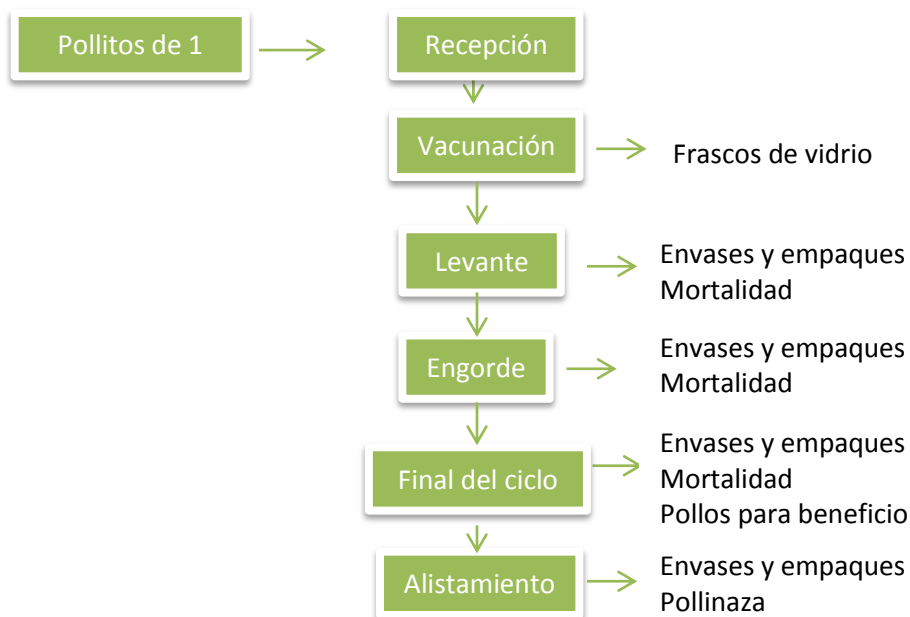 Pollitos de 1
Recepción
Vacunación
Frascos de vidrio
Levante
Envases y empaques
Mortalidad
Engorde
Envases y empaques
Mortalidad
Final del ciclo
Envases y empaques
Mortalidad
Pollos para beneficio
Alistamiento
Envases y empaques
Pollinaza